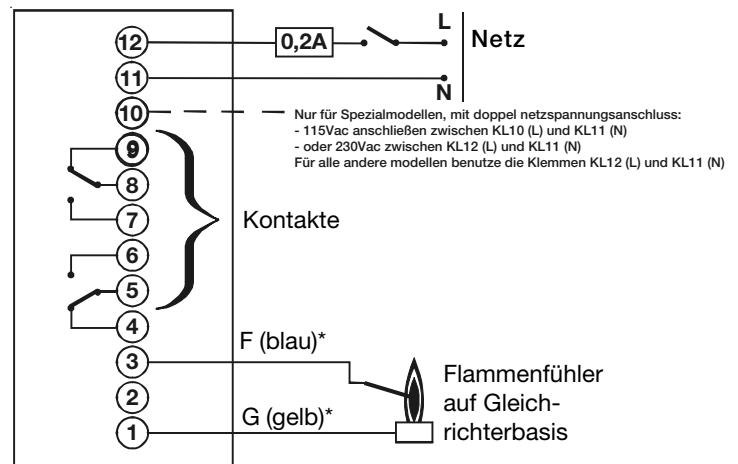 12
0,2A
L
Netz
11
N
10
Nur für Spezialmodellen, mit doppel netzspannungsanschluss:
- 115Vac anschließen zwischen KL10 (L) und KL11 (N)
- oder 230Vac zwischen KL12 (L) und KL11 (N)
Für alle andere modellen benutze die Klemmen KL12 (L) und KL11 (N)
9
8
7
Kontakte
6
5
4
F (blau)*
3
Flammenfühler
auf Gleich-
richterbasis
2
G (gelb)*
1